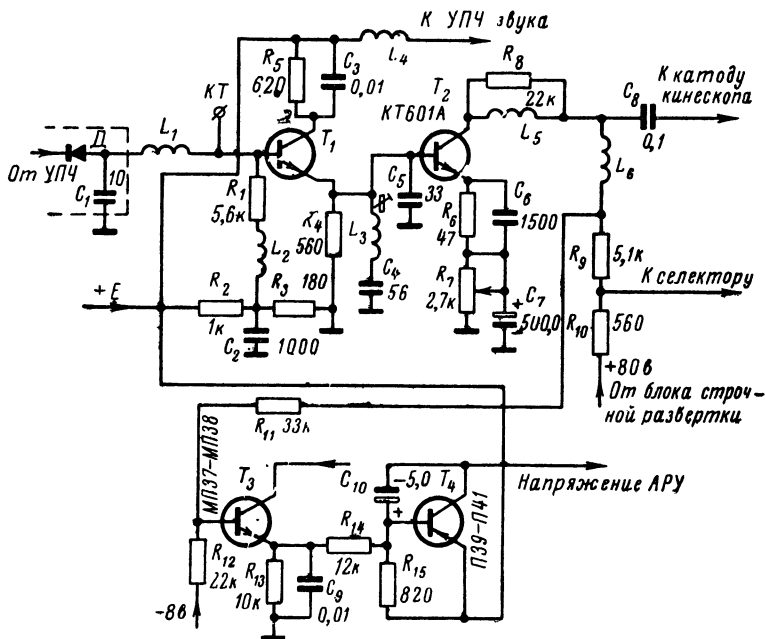 К УПЧ звука
L4
R5
620
C3
0,01
КТ
T1
L1
Д
От УПЧ
10
C1
R1
5,6к
L2
+E
R2
1к
R3
180
C2
1000
R4
560
L3
C4
56
C5
33
T2
КТ601А
R8
22к
L5
C8
0,1
К катоду
кинескопа
L6
R6
47
C6
1500
R7
2,7к
+
C7
500,0
R9
5,1к
К селектору
R10
560
+80в
От блока строч-
ной развертки
R11 33к
МП37-МП38
T3
R12
22к
-8в
R13
10к
C9
0,01
R14
12к
C10
-5,0
+
T4
П39-П41
R15
820
Напряжение АРУ